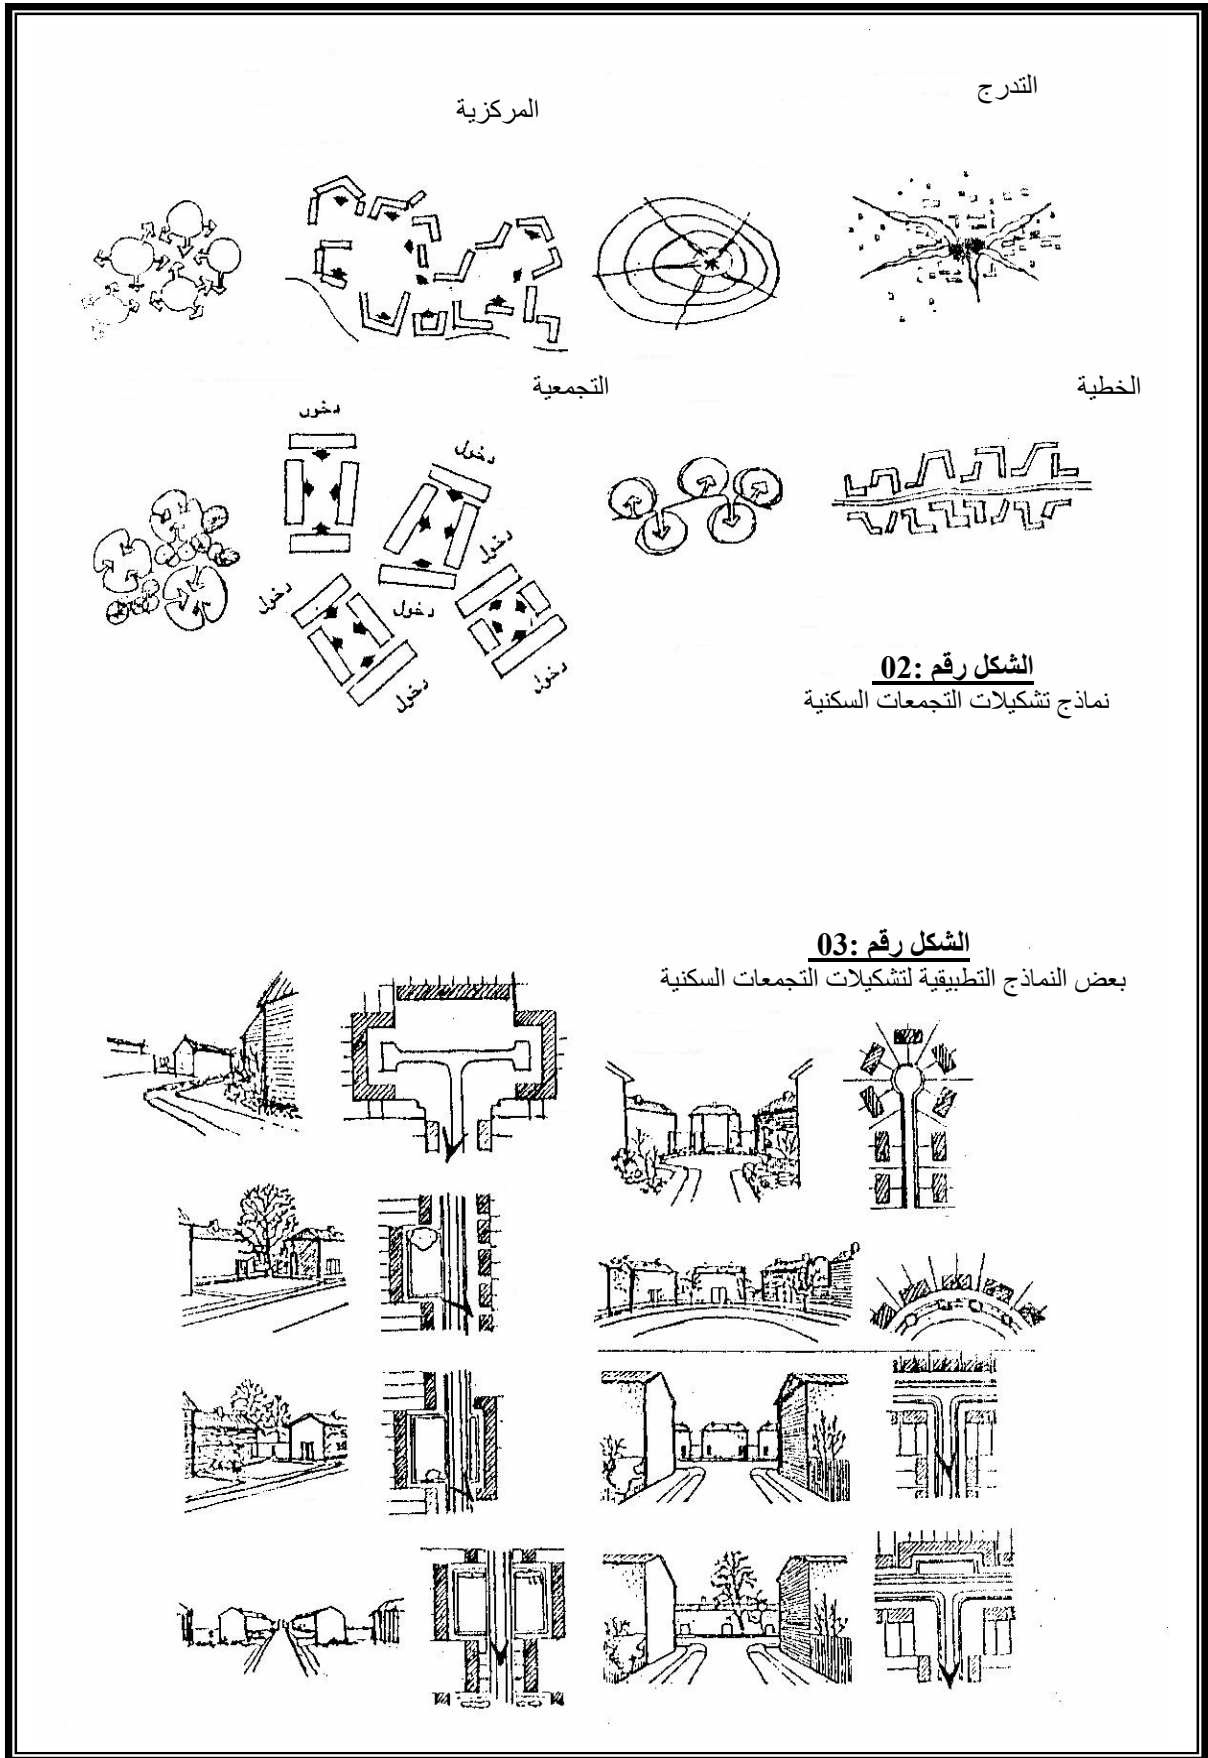 التدرج
المركزية
الخطية
التجمعية
دخول
دخول
دخول
دخول
دخول
دخول
دخول
الشكل رقم :02
نماذج تشكيلات التجمعات السكنية
الشكل رقم :03
بعض النماذج التطبيقية لتشكيلات التجمعات السكنية